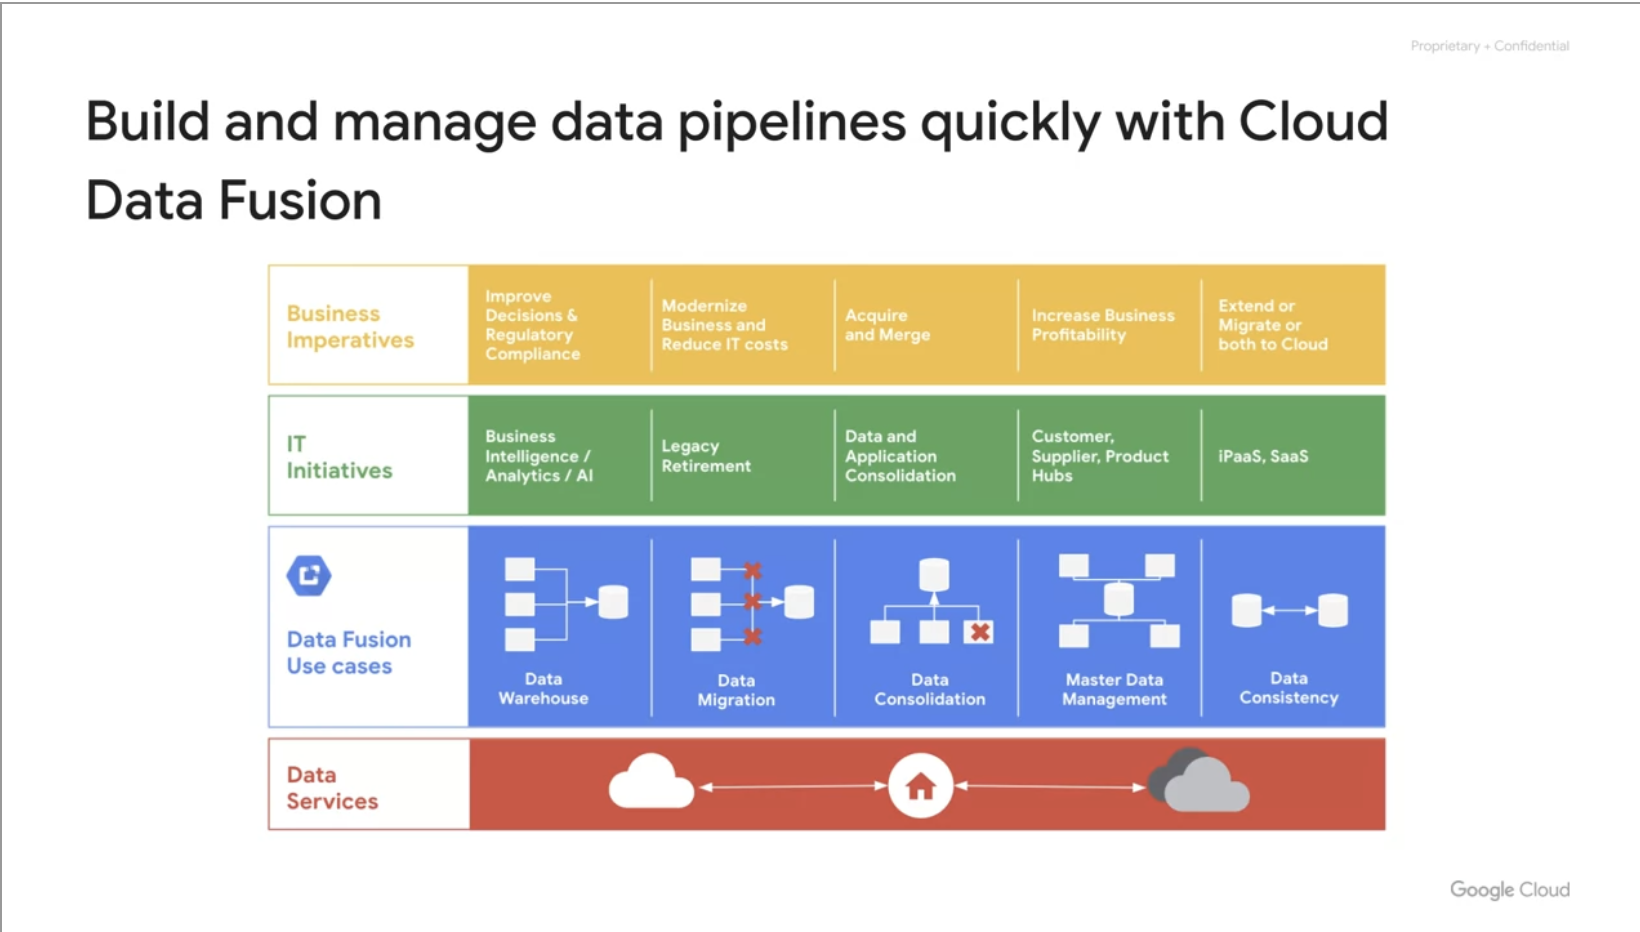 Proprietary + Confidential
Build and manage data pipelines quickly with Cloud
Data Fusion
Business
Imperatives
Improve
Decisions &
Regulatory
Compliance
Modernize
Business and
Reduce IT costs
Acquire
and Merge
Increase Business
Profitability
Extend or
Migrate or
both to Cloud
IT
Initiatives
Business
Intelligence /
Analytics / AI
Legacy
Retirement
Data and
Application
Consolidation
Customer,
Supplier, Product
Hubs
iPaaS, SaaS
Data Fusion
Use cases
Data
Warehouse
Data
Migration
Data
Consolidation
Master Data
Management
Data
Consistency
Data
Services
Google Cloud